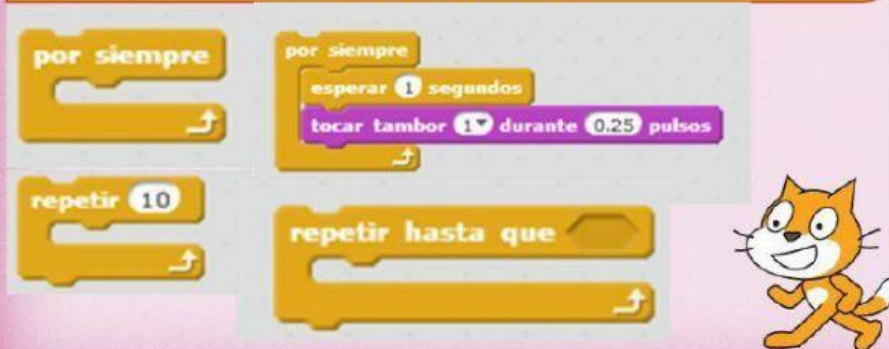 por siempre
por siempre
esperar 1 segundos
tocar tambor 1 durante 0.25 pulsos
repetir 10
repetir hasta que